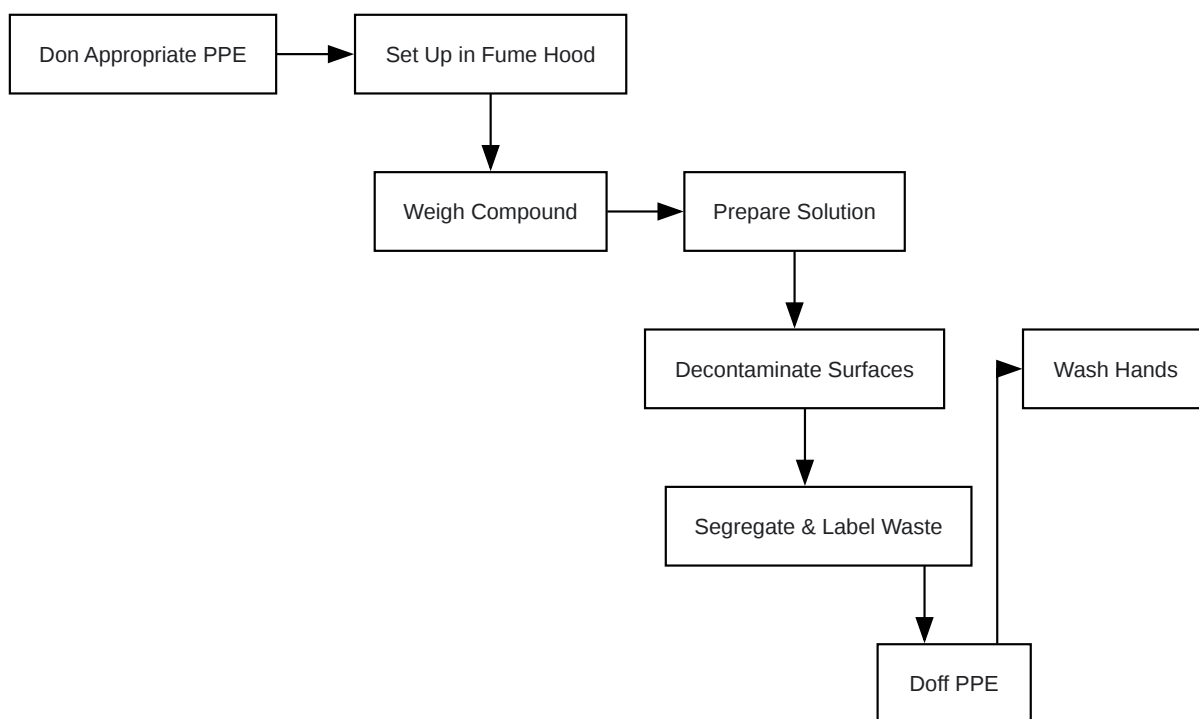 Don Appropriate PPE
Set Up in Fume Hood
Weigh Compound
Prepare Solution
Decontaminate Surfaces
Wash Hands
Segregate & Label Waste
Doff PPE